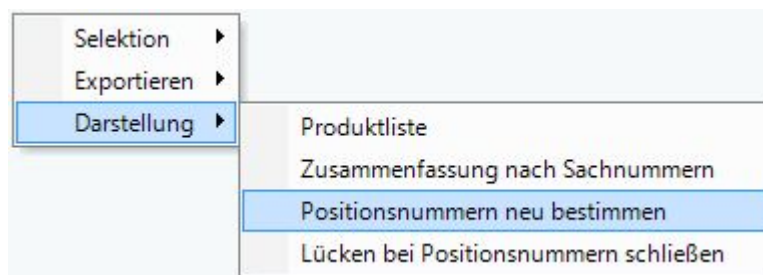 Selektion
Exportieren
Darstellung
Produktliste
Zusammenfassung nach Sachnummern
Positionsnummern neu bestimmen
Lücken bei Positionsnummern schließen